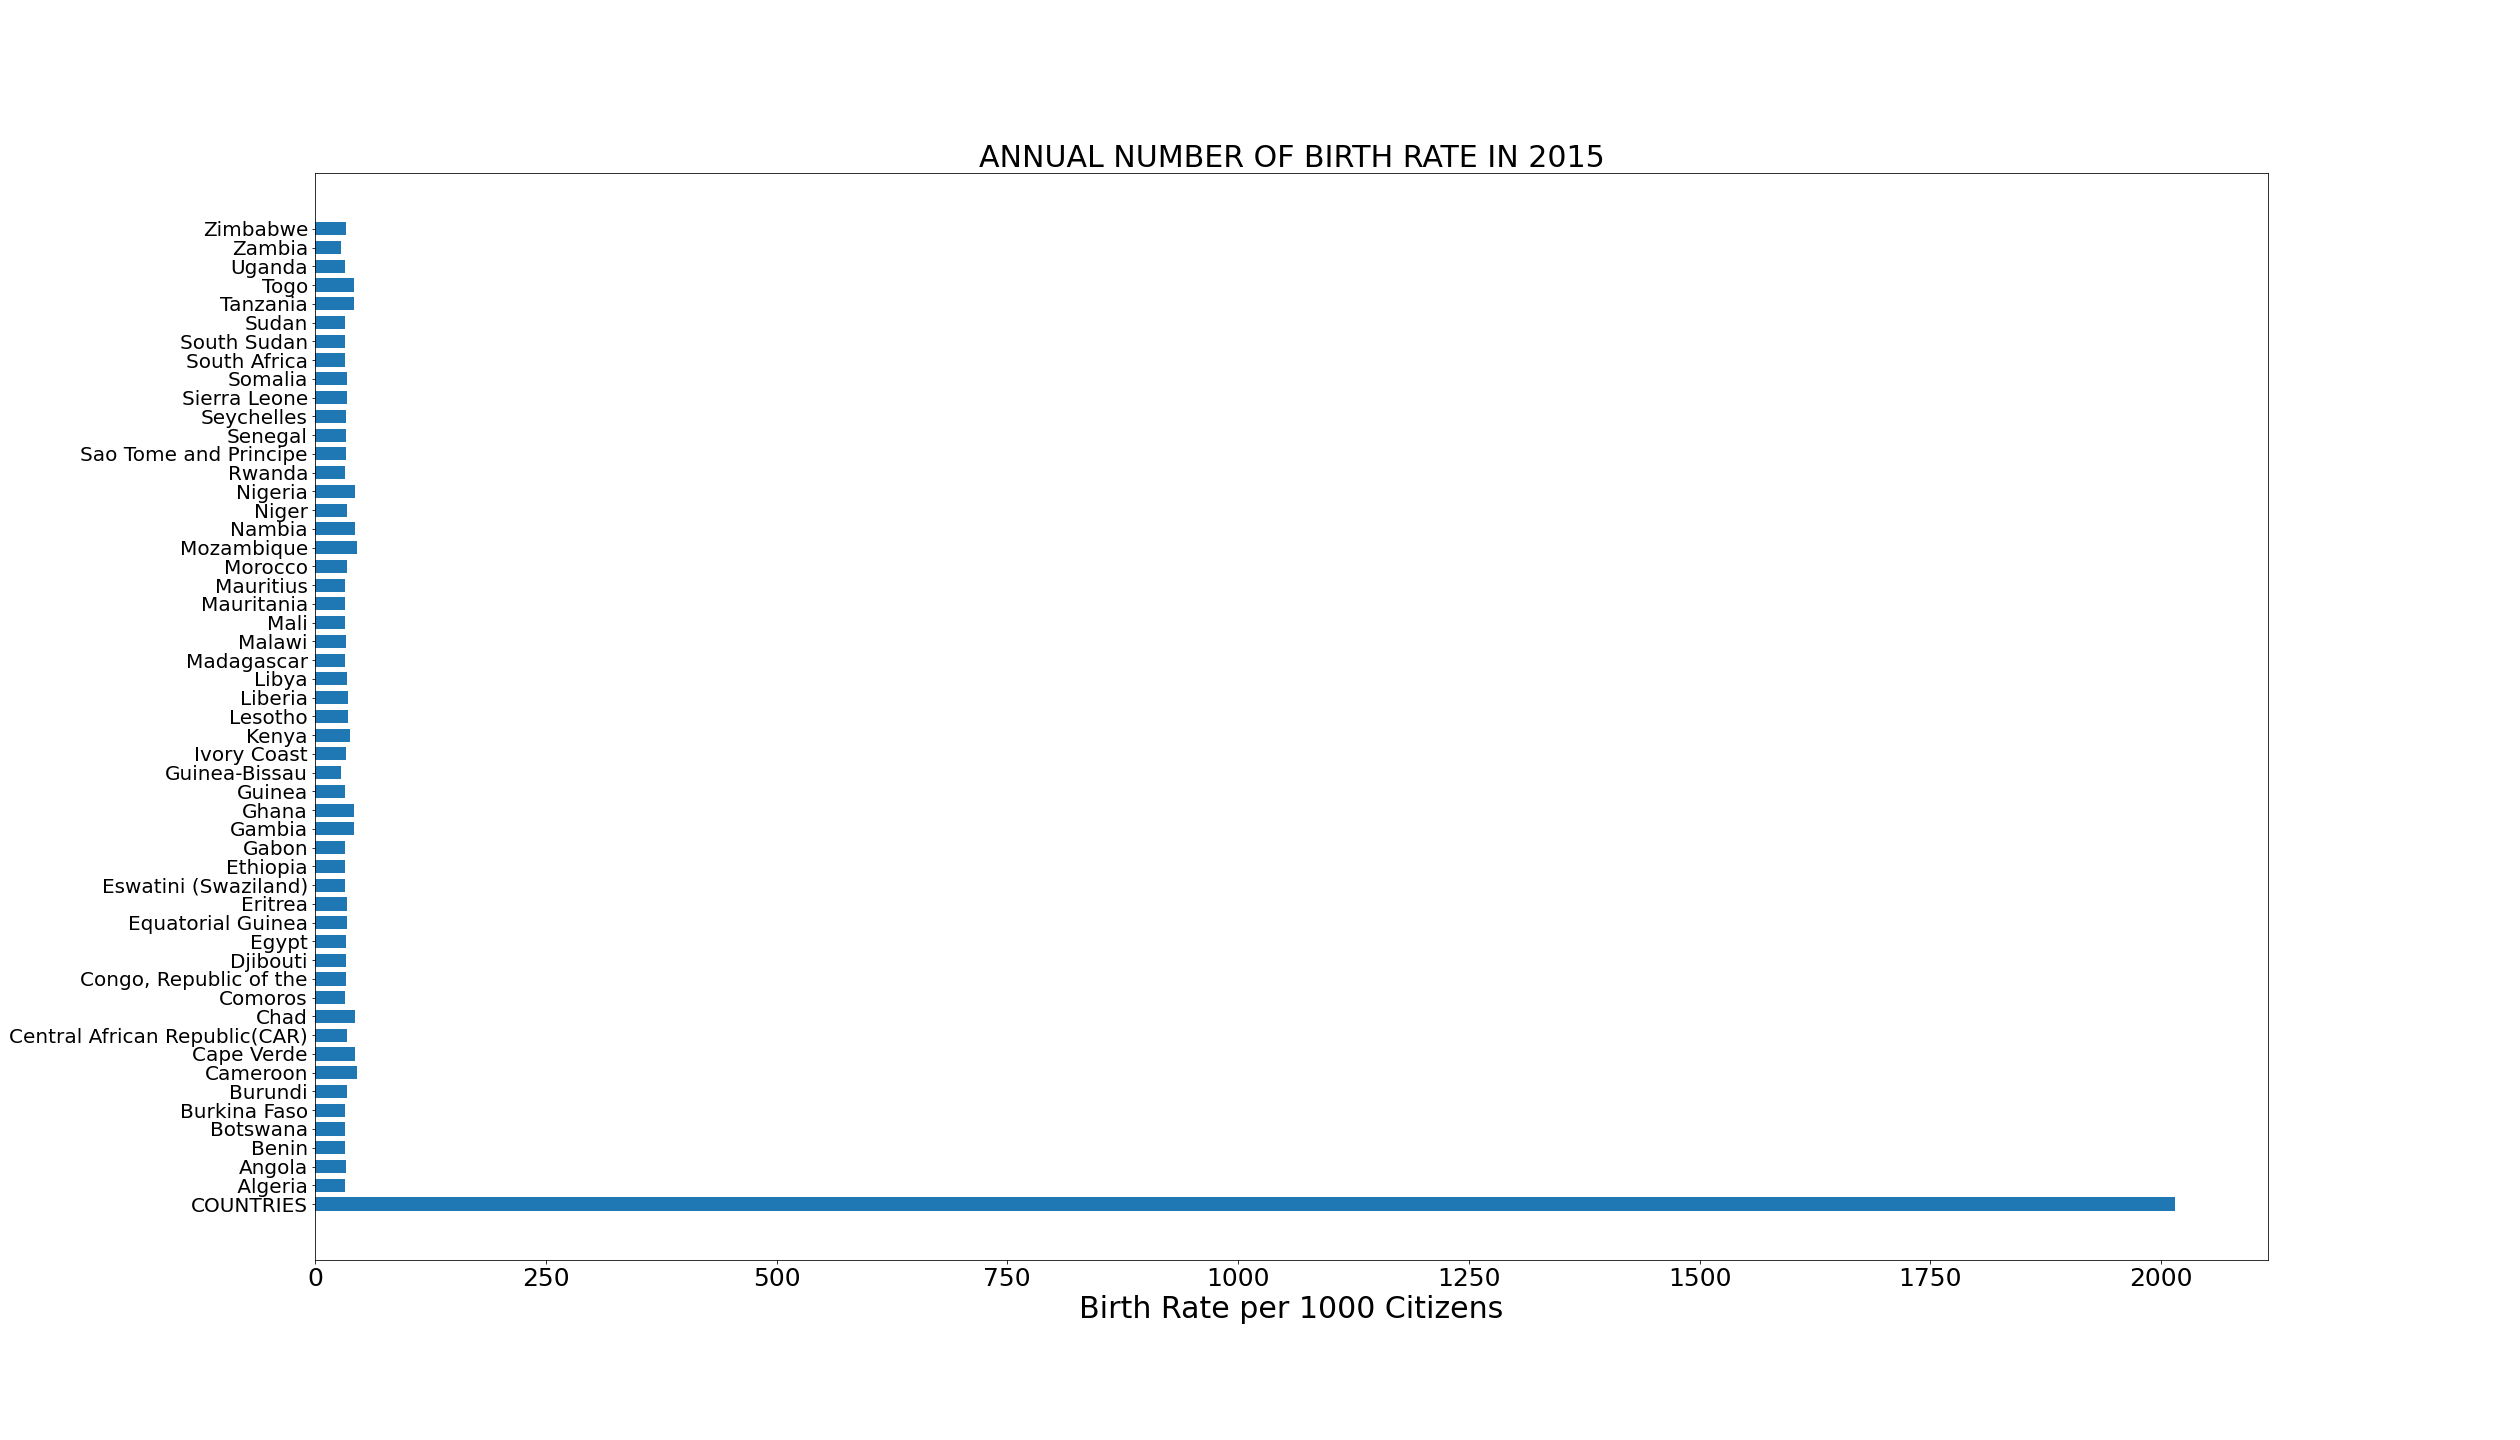 ANNUAL NUMBER OF BIRTH RATE IN 2015
Zimbabwe
Zambia
Uganda
Togo
Tanzania
Sudan
South Sudan
South Africa
Somalia
Sierra Leone
Seychelles
Senegal
Sao Tome and Principe
Rwanda
Nigeria
Niger
Nambia
Mozambique
Morocco
Mauritius
Mauritania
Mali
Malawi
Madagascar
Libya
Liberia
Lesotho
Kenya
Ivory Coast
Guinea-Bissau
Guinea
Ghana
Gambia
Gabon
Ethiopia
Eswatini (Swaziland)
Eritrea
Equatorial Guinea
Egypt
Djibouti
Congo, Republic of the
Comoros
Chad
Central African Republic(CAR)
Cape Verde
Cameroon
Burundi
Burkina Faso
Botswana
Benin
Angola
Algeria
COUNTRIES
0 250 500 750 1000 1250 1500 1750 2000
Birth Rate per 1000 Citizens